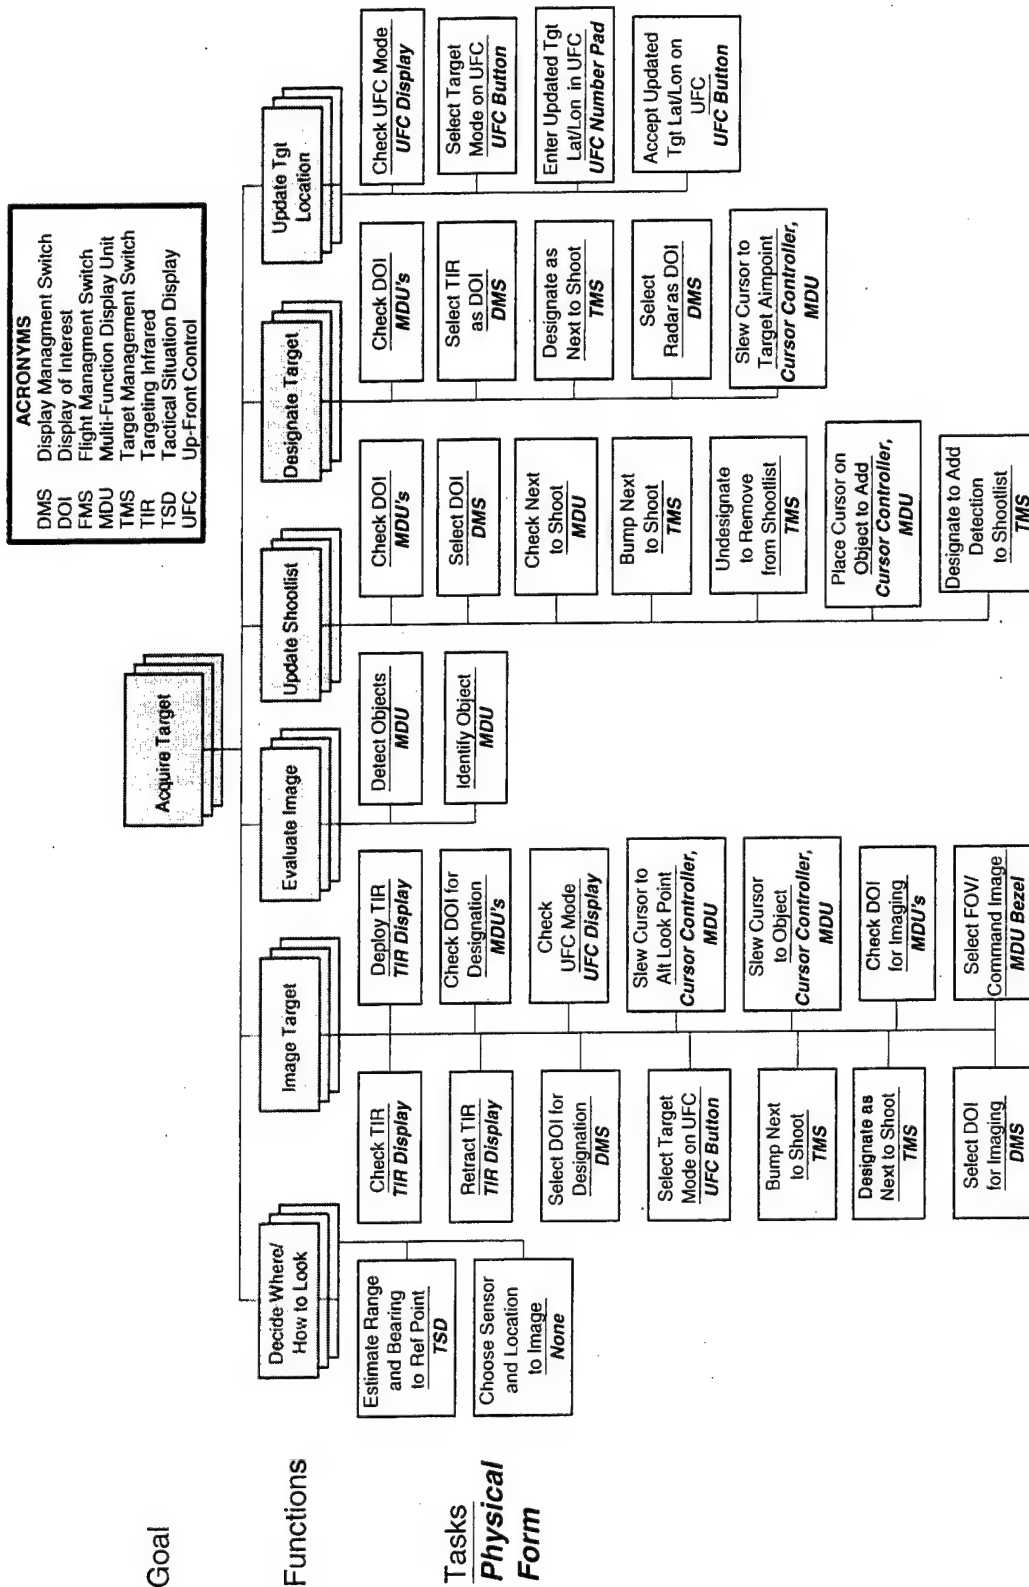 Goal
Functions
Tasks
Physical
Form
ACRONYMS
DMS Display Managment Switch
DOI Display of Interest
FMS Flight Managment Switch
MDU Multi-Function Display Unit
TMS Target Management Switch
TIR Targeting Infrared
TSD Tactical Situation Display
UFC Up-Front Control
Acquire Target
Decide Where/
How to Look
Estimate Range
and Bearing
to Ref Point
TSD
Choose Sensor
and Location
to Image
None
Image Target
Check TIR
TIR Display
Retract TIR
TIR Display
Select DOI for
Designation
DMS
Select Target
Mode on UFC
UFC Button
Bump Next
to Shoot
TMS
Designate as
Next to Shoot
TMS
Select DOI
for Imaging
DMS
Deploy TIR
TIR Display
Check DOI for
Designation
MDU's
Check
UFC Mode
UFC Display
Slew Cursor to
Alt Look Point
Cursor Controller,
MDU
Slew Cursor
to Object
Cursor Controller,
MDU
Check DOI
for Imaging
MDU's
Select FOV/
Command Image
MDU Bezel
Evaluate Image
Detect Objects
MDU
Identify Object
MDU
Update Shootlist
Check DOI
MDU's
Select DOI
DMS
Check Next
to Shoot
MDU
Bump Next
to Shoot
TMS
Undesignate
to Remove
from Shootlist
TMS
Place Cursor on
Object to Add
Cursor Controller,
MDU
Designate to Add
Detection
to Shootlist
TMS
Designate Target
Check DOI
MDU's
Select TIR
as DOI
DMS
Designate as
Next to Shoot
TMS
Select
Radar as DOI
DMS
Slew Cursor to
Target Aimpoint
Cursor Controller,
MDU
Update Tgt
Location
Check UFC Mode
UFC Display
Select Target
Mode on UFC
UFC Button
Enter Updated Tgt
Lat/Lon in UFC
UFC Number Pad
Accept Updated
Tgt Lat/Lon on
UFC
UFC Button